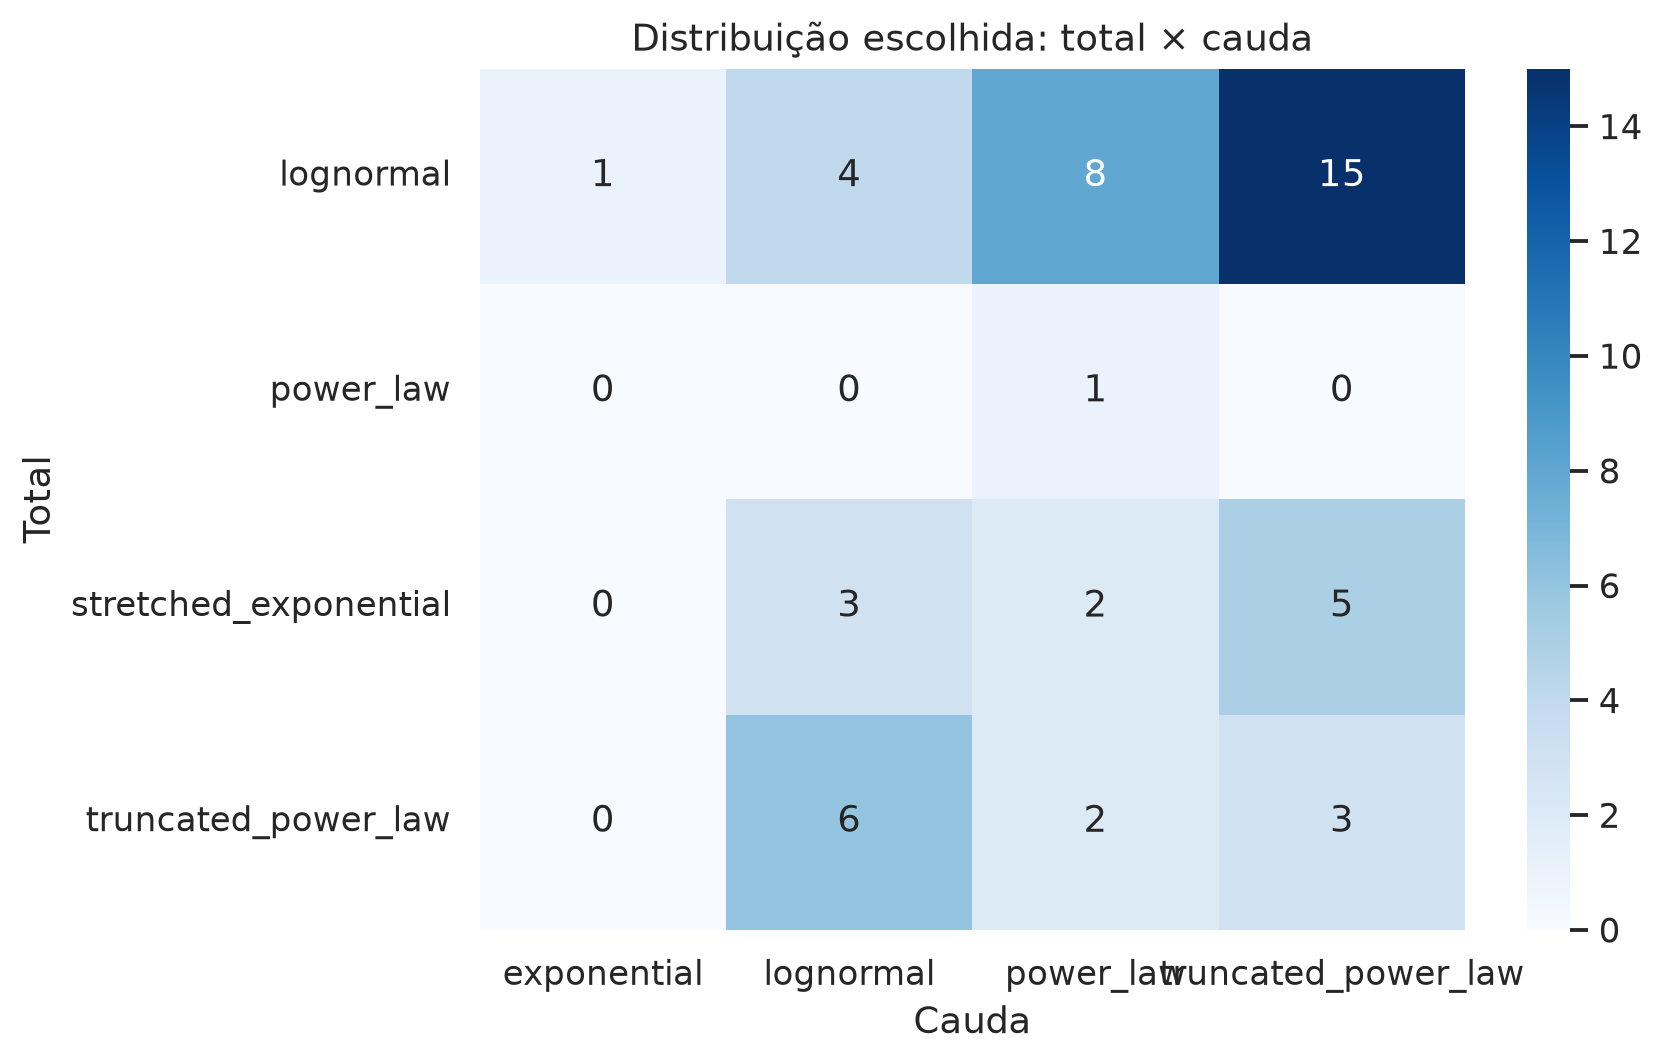 Distribuição escolhida: total × cauda
lognormal 1 4 8 15
power_law 0 0 1 0
stretched_exponential 0 3 2 5
truncated_power_law 0 6 2 3
Total
exponential lognormal power_law truncated_power_law
Cauda
14
12
10
8
6
4
2
0